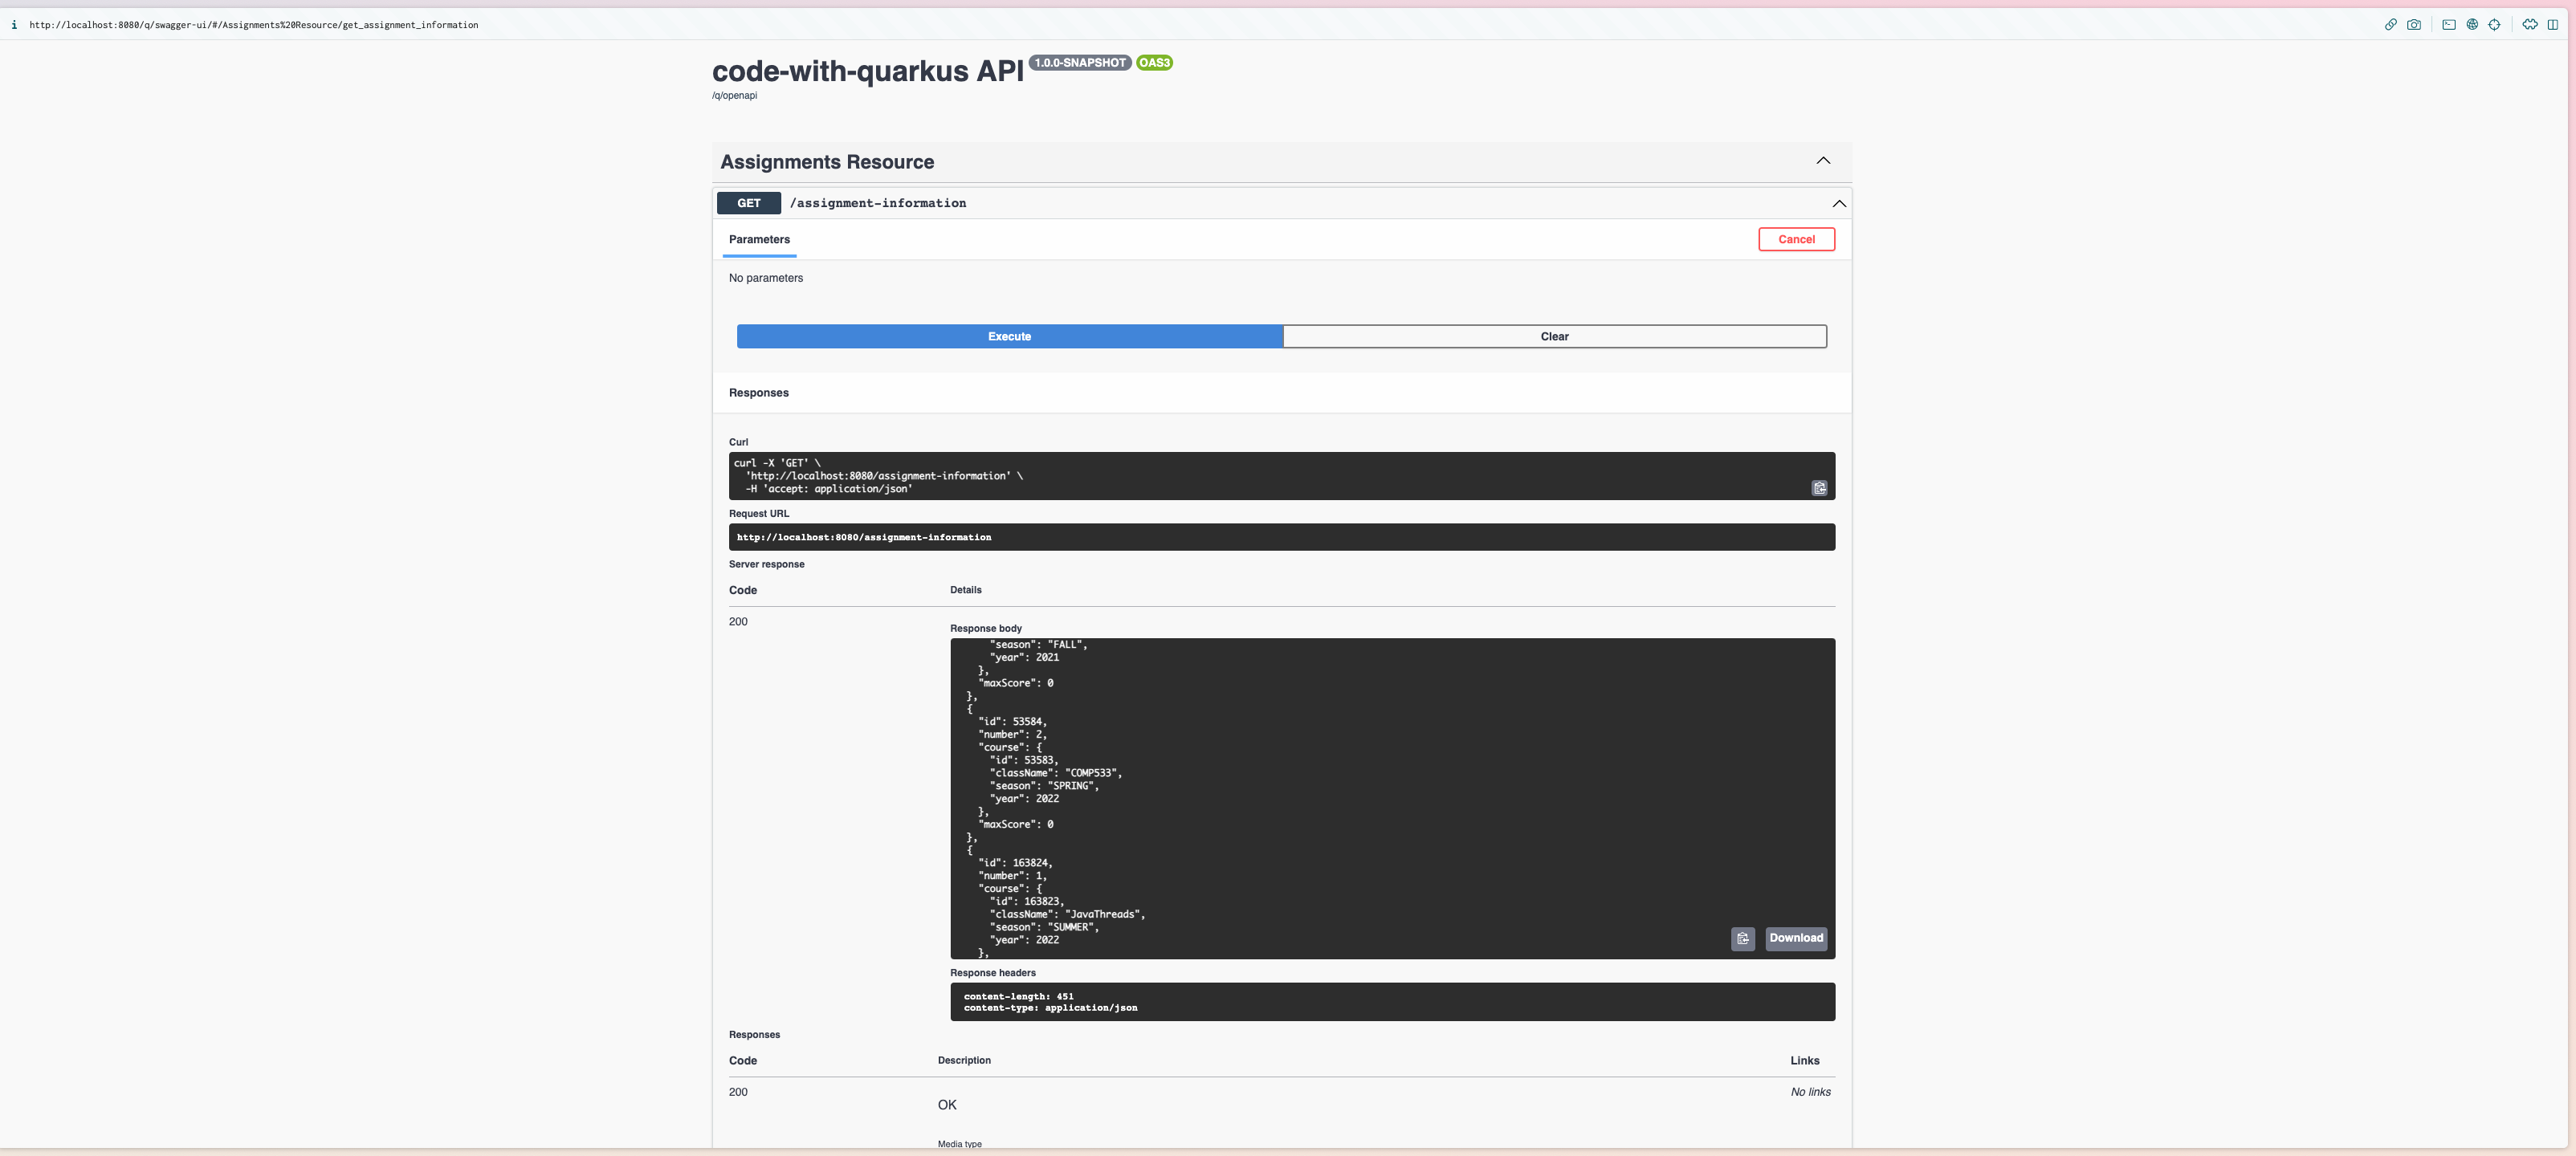 i http://localhost:8080/q/swagger-ui/#/Assignments%20Resource/get_assignment_information
code-with-quarkus API 1.0.0-SNAPSHOT OAS3
/q/openapi
Assignments Resource
GET /assignment-information
Parameters Cancel
No parameters
Execute Clear
Responses
Curl
curl -X 'GET' \
'http://localhost:8080/assignment-information' \
-H 'accept: application/json'
Request URL
http://localhost:8080/assignment-information
Server response
Code Details
200
Response body
"season": "FALL",
"year": 2021
},
"maxScore": 0
},
{
"id": 53584,
"number": 2,
"course": {
"id": 53583,
"className": "COMP533",
"season": "SPRING",
"year": 2022
},
"maxScore": 0
},
{
"id": 163824,
"number": 1,
"course": {
"id": 163823,
"className": "JavaThreads",
"season": "SUMMER",
"year": 2022
},
Download
Response headers
content-length: 451
content-type: application/json
Responses
Code Description Links
200 No links
OK
Media type